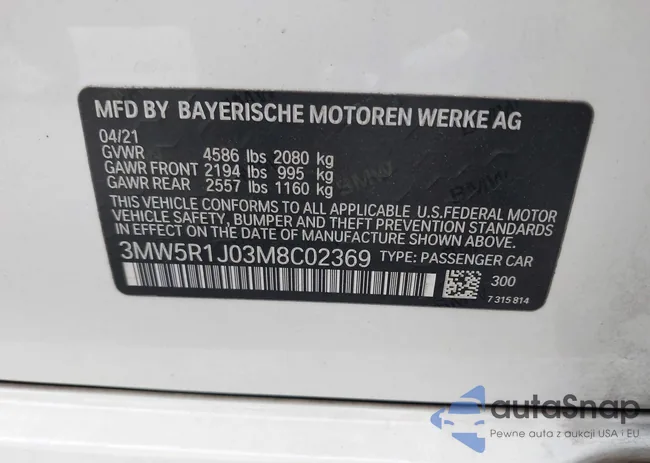 MFD BY BAYERISCHE MOTOREN WERKE AG
04/21
GVWR 4586 lbs 2080 kg
GAWR FRONT 2194 lbs 995 kg
GAWR REAR 2557 lbs 1160 kg
THIS VEHICLE CONFORMS TO ALL APPLICABLE U.S.FEDERAL MOTOR
VEHICLE SAFETY, BUMPER AND THEFT PREVENTION STANDARDS
IN EFFECT ON THE DATE OF MANUFACTURE SHOWN ABOVE.
3MW5R1J03M8C02369 TYPE: PASSENGER CAR
300
7 315 814
autoSnap
Pewne auta z aukcji USA i EU